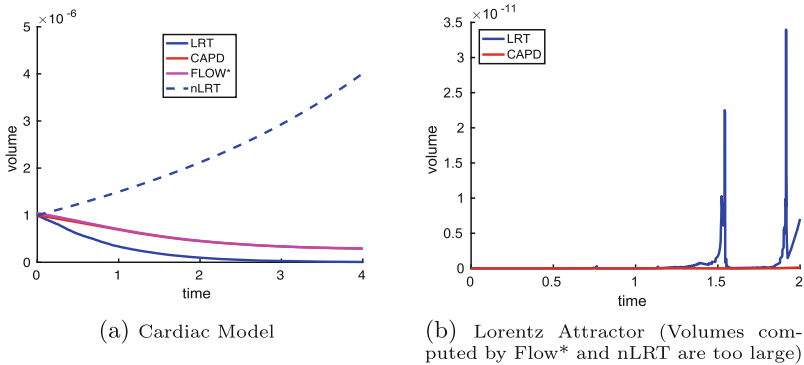 ×10⁻⁶
5
4
3
2
1
0
volume
LRT
CAPD
FLOW*
nLRT
0 1 2 3 4
time
(a) Cardiac Model
×10⁻¹¹
3.5
3
2.5
2
1.5
1
0.5
0
volume
LRT
CAPD
0 0.5 1 1.5 2
time
(b) Lorentz Attractor (Volumes com-
puted by Flow* and nLRT are too large)